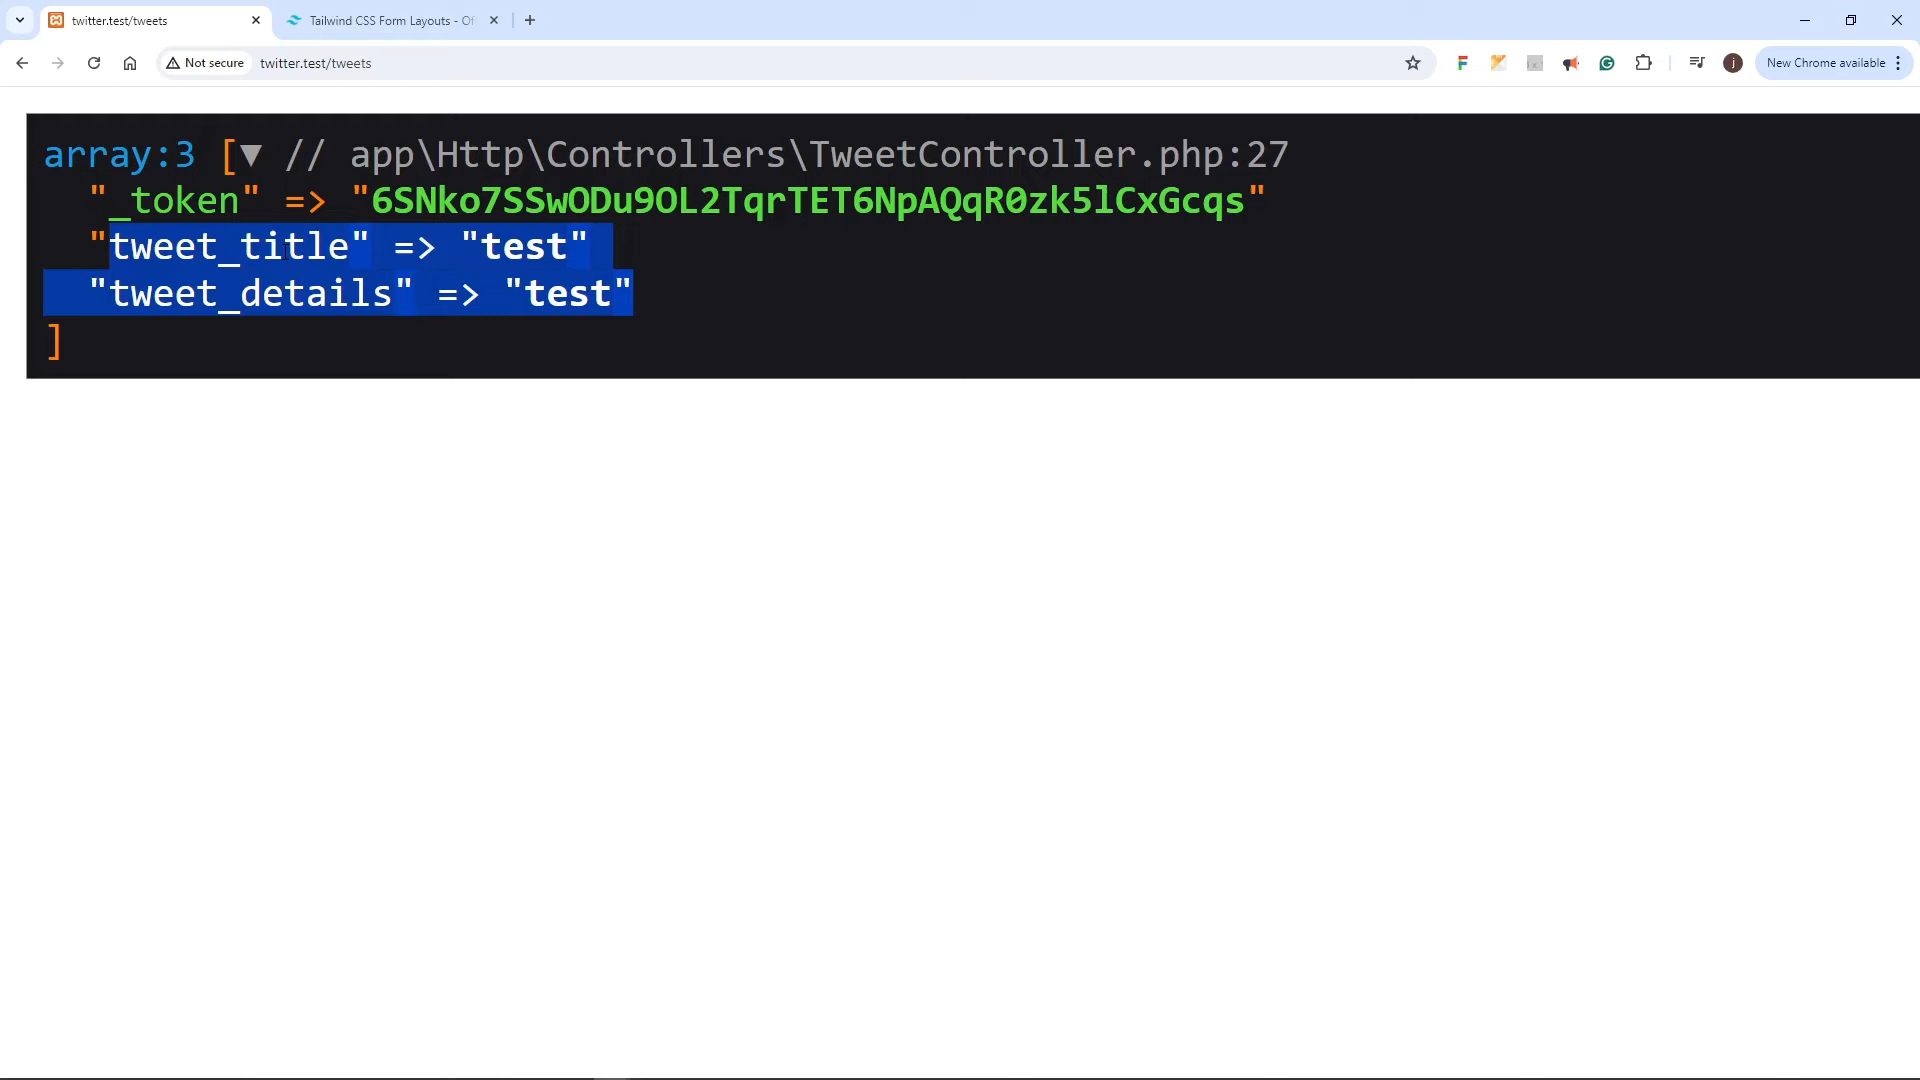 twitter.test/tweets
Tailwind CSS Form Layouts - Of
Not secure
twitter.test/tweets
j
New Chrome available
array:3 [▼ // app\Http\Controllers\TweetController.php:27
"_token" => "6SNko7SSwODu9OL2TqrTET6NpAQqR0zk5lCxGcqs"
"tweet_title" => "test"
"tweet_details" => "test"
]